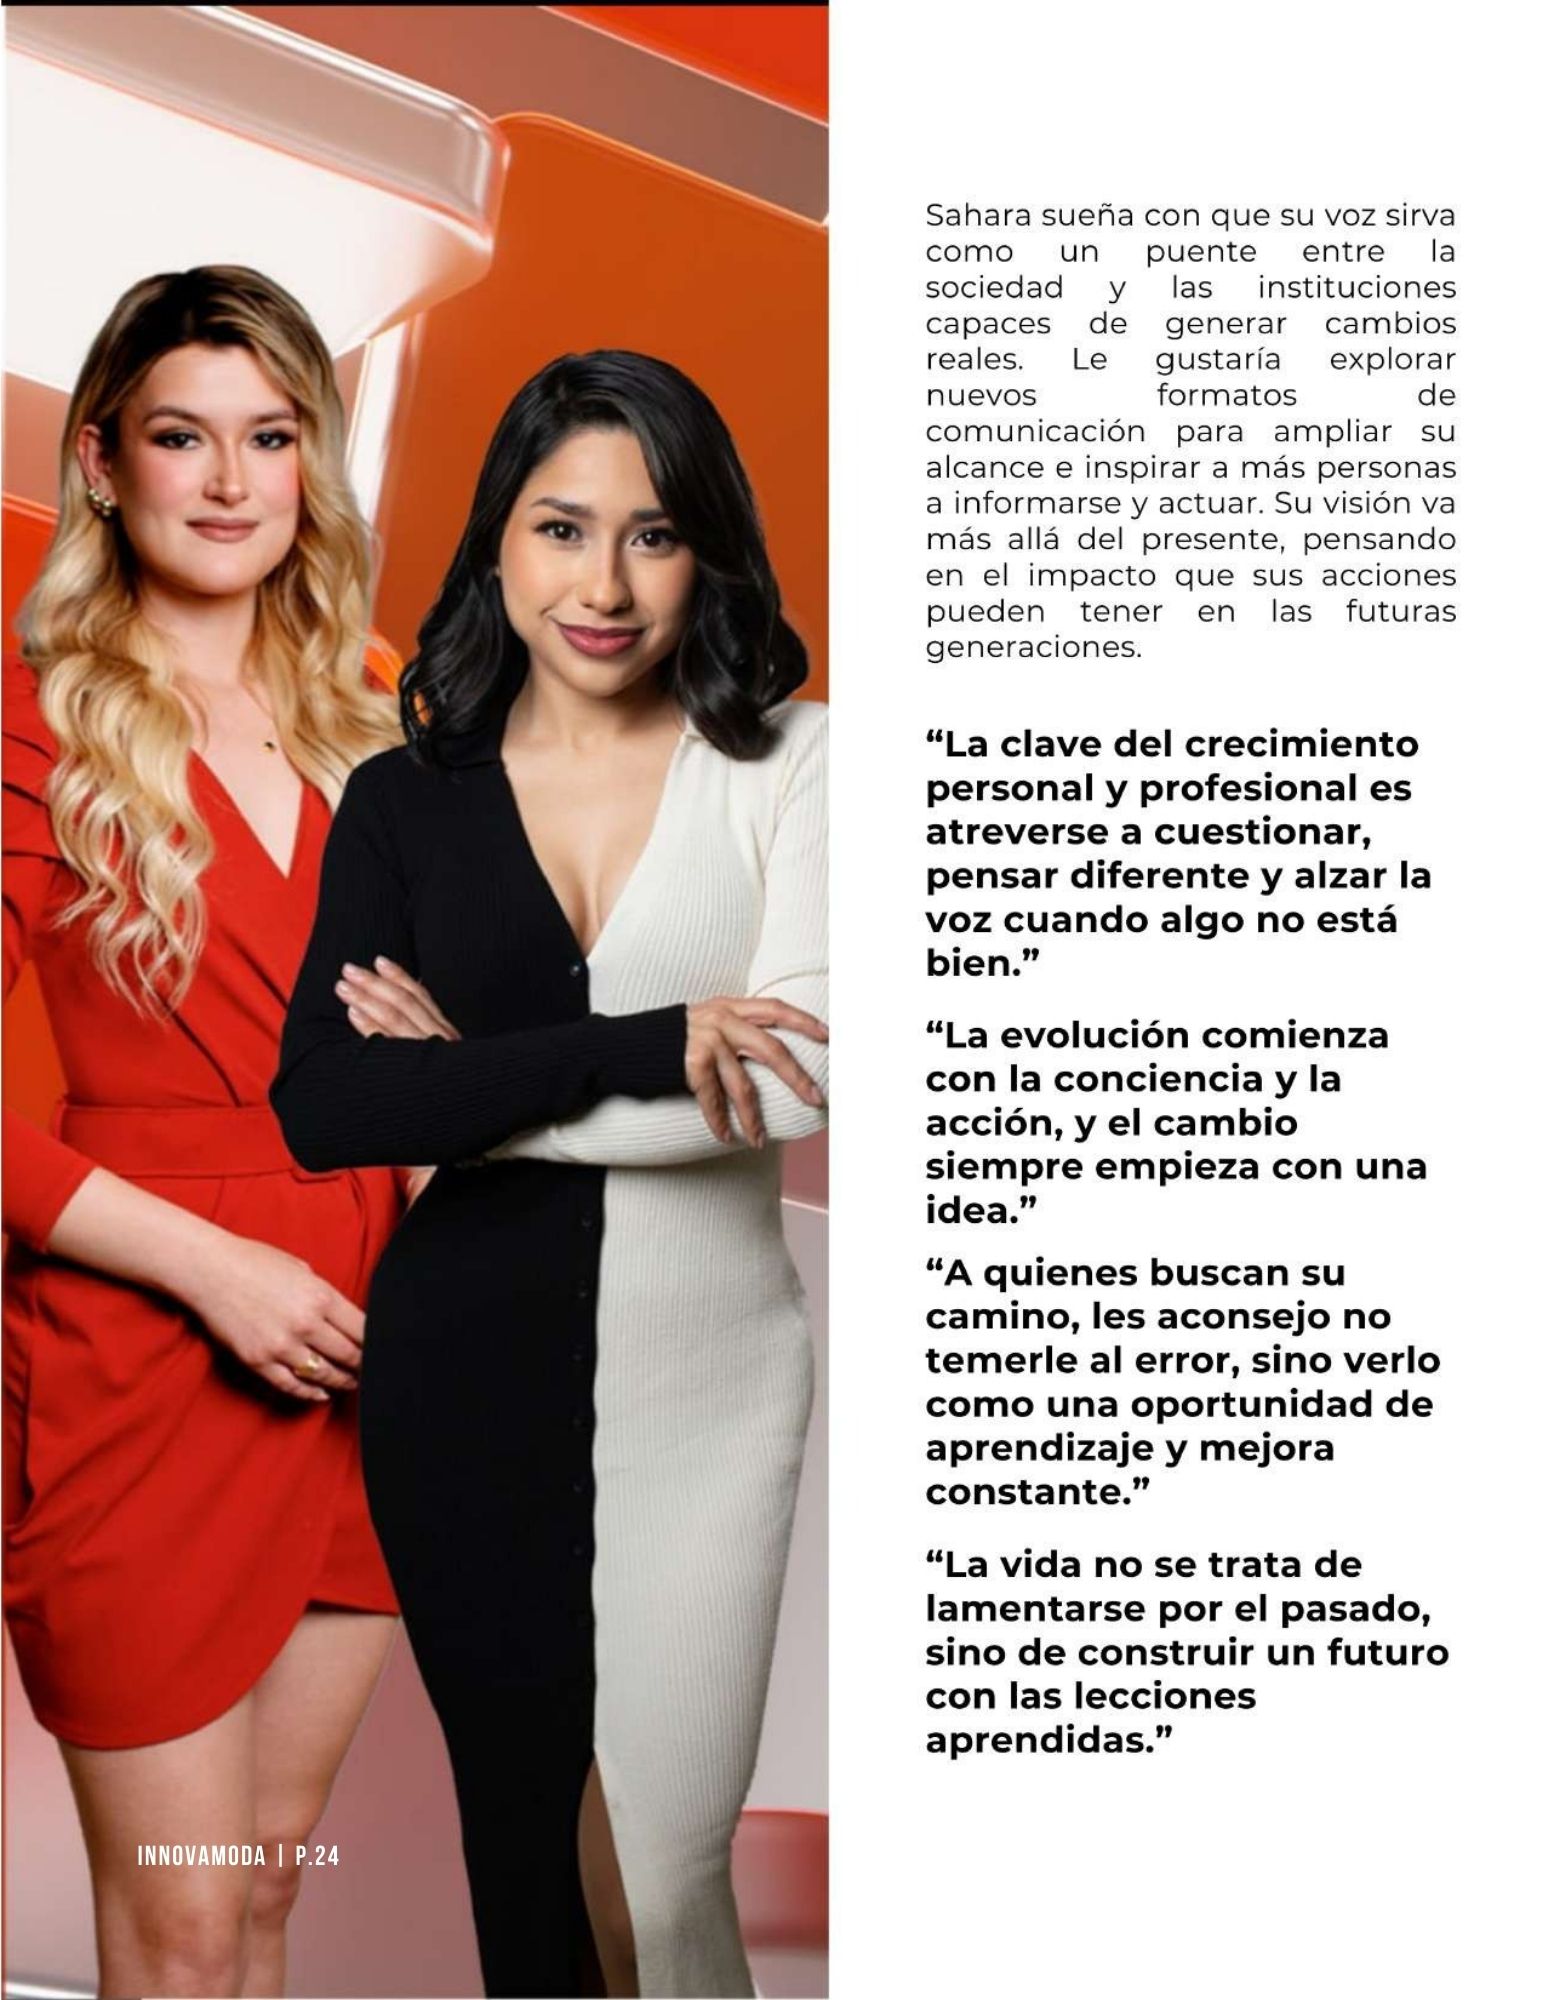 Sahara sueña con que su voz sirva
como un puente entre la
sociedad y las instituciones
capaces de generar cambios
reales. Le gustaría explorar
nuevos formatos de
comunicación para ampliar su
alcance e inspirar a más personas
a informarse y actuar. Su visión va
más allá del presente, pensando
en el impacto que sus acciones
pueden tener en las futuras
generaciones.
“La clave del crecimiento
personal y profesional es
atreverse a cuestionar,
pensar diferente y alzar la
voz cuando algo no está
bien.”
“La evolución comienza
con la conciencia y la
acción, y el cambio
siempre empieza con una
idea.”
“A quienes buscan su
camino, les aconsejo no
temerle al error, sino verlo
como una oportunidad de
aprendizaje y mejora
constante.”
“La vida no se trata de
lamentarse por el pasado,
sino de construir un futuro
con las lecciones
aprendidas.”
INNOVAMODA | P.24